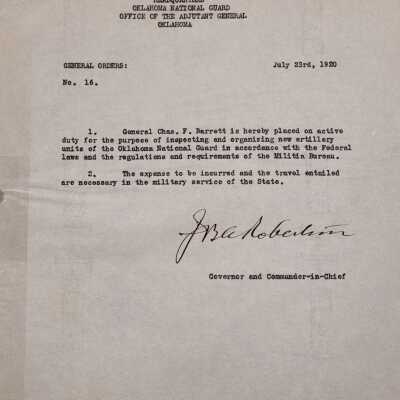 HEADQUARTERS
OKLAHOMA NATIONAL GUARD
OFFICE OF THE ADJUTANT GENERAL
OKLAHOMA
GENERAL ORDERS: July 23rd, 1920
No. 16.
1. General Chas. F. Barrett is hereby placed on active
duty for the purpose of inspecting and organizing new artillery
units of the Oklahoma National Guard in accordance with the Federal
laws and the regulations and requirements of the Militia Bureau.
2. The expense to be incurred and the travel entailed
are necessary in the military service of the State.
J B A Robertson
Governor and Commander-in-Chief